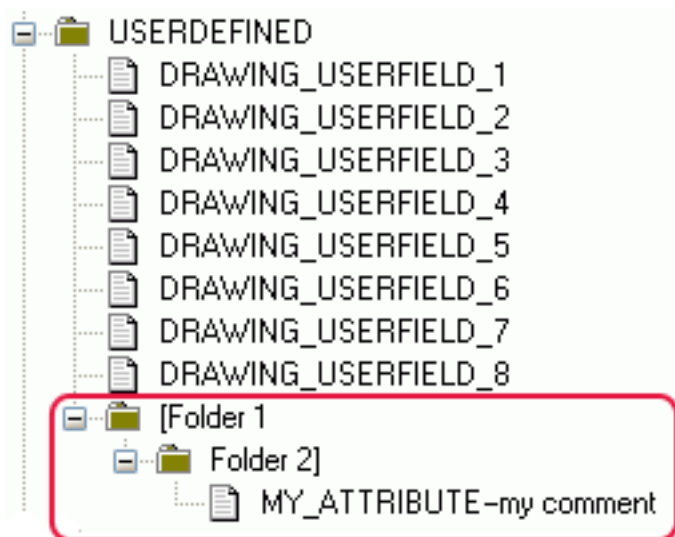 USERDEFINED
DRAWING_USERFIELD_1
DRAWING_USERFIELD_2
DRAWING_USERFIELD_3
DRAWING_USERFIELD_4
DRAWING_USERFIELD_5
DRAWING_USERFIELD_6
DRAWING_USERFIELD_7
DRAWING_USERFIELD_8
[Folder 1
Folder 2]
MY_ATTRIBUTE-my comment